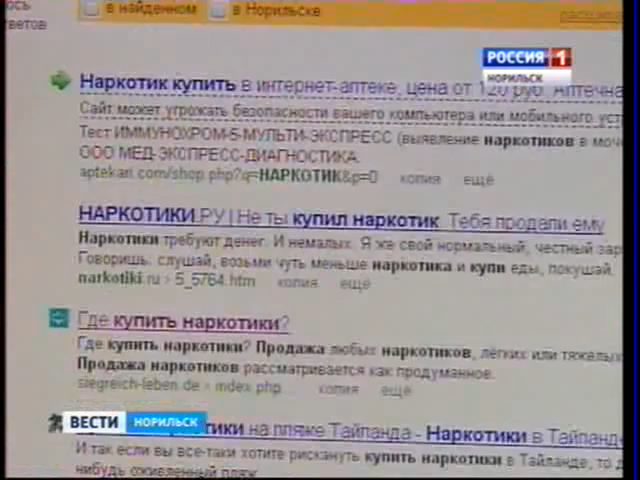 ось
ответов
в найденном
в Норильске
РОССИЯ 1
НОРИЛЬСК
Наркотик купить в интернет-аптеке, цена от 120 руб. Аптечна
Сайт может угрожать безопасности вашего компьютера или мобильного уст
Тест ИММУНОХРОМ-5-МУЛЬТИ-ЭКСПРЕСС (выявление наркотиков в моч
ООО МЕД-ЭКСПРЕСС-ДИАГНОСТИКА.
aptekari.com/shop.php?q=НАРКОТИК&p=0 копия ещё
НАРКОТИКИ.РУ | Не ты купил наркотик. Тебя продали ему
Наркотики требуют денег. И немалых. Я же свой нормальный, честный зар
Говоришь: слушай, возьми чуть меньше наркотика и купи еды, покушай.
narkotiki.ru › 5_5764.htm копия ещё
Где купить наркотики?
Где купить наркотики? Продажа любых наркотиков, лёгких или тяжелых
Продажа наркотиков рассматривается как продуманное.
siegreich-leben.de › index.php... копия ещё
отики на пляже Тайланда - Наркотики в Тайланде
ВЕСТИ НОРИЛЬСК
И так если вы все-таки хотите рискануть купить наркотики в Тайланде, то д
нибудь оживленный пляж.